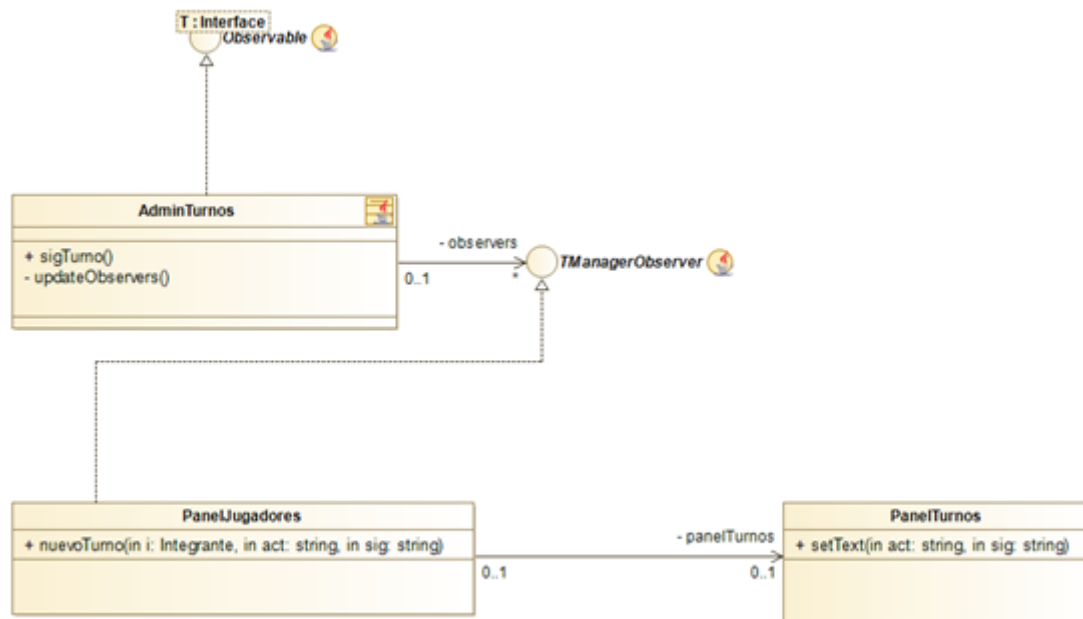 T : Interface
Observable
AdminTurnos
+ sigTurno()
- updateObservers()
- observers
0..1
*
TManagerObserver
PanelJugadores
+ nuevoTurno(in i: Integrante, in act: string, in sig: string)
- panelTurnos
0..1
0..1
PanelTurnos
+ setText(in act: string, in sig: string)